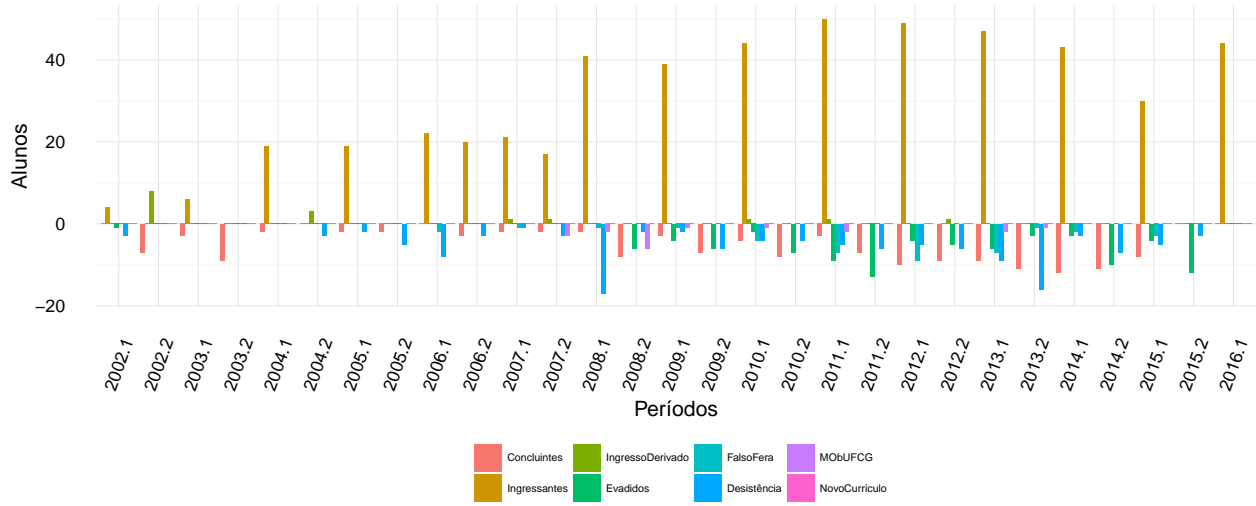 Alunos
40
20
0
−20
2002.1 2002.2 2003.1 2003.2 2004.1 2004.2 2005.1 2005.2 2006.1 2006.2 2007.1 2007.2 2008.1 2008.2 2009.1 2009.2 2010.1 2010.2 2011.1 2011.2 2012.1 2012.2 2013.1 2013.2 2014.1 2014.2 2015.1 2015.2 2016.1
Períodos
Concluintes IngressoDerivado FalsoFera MObUFCG
Ingressantes Evadidos Desistência NovoCurriculo